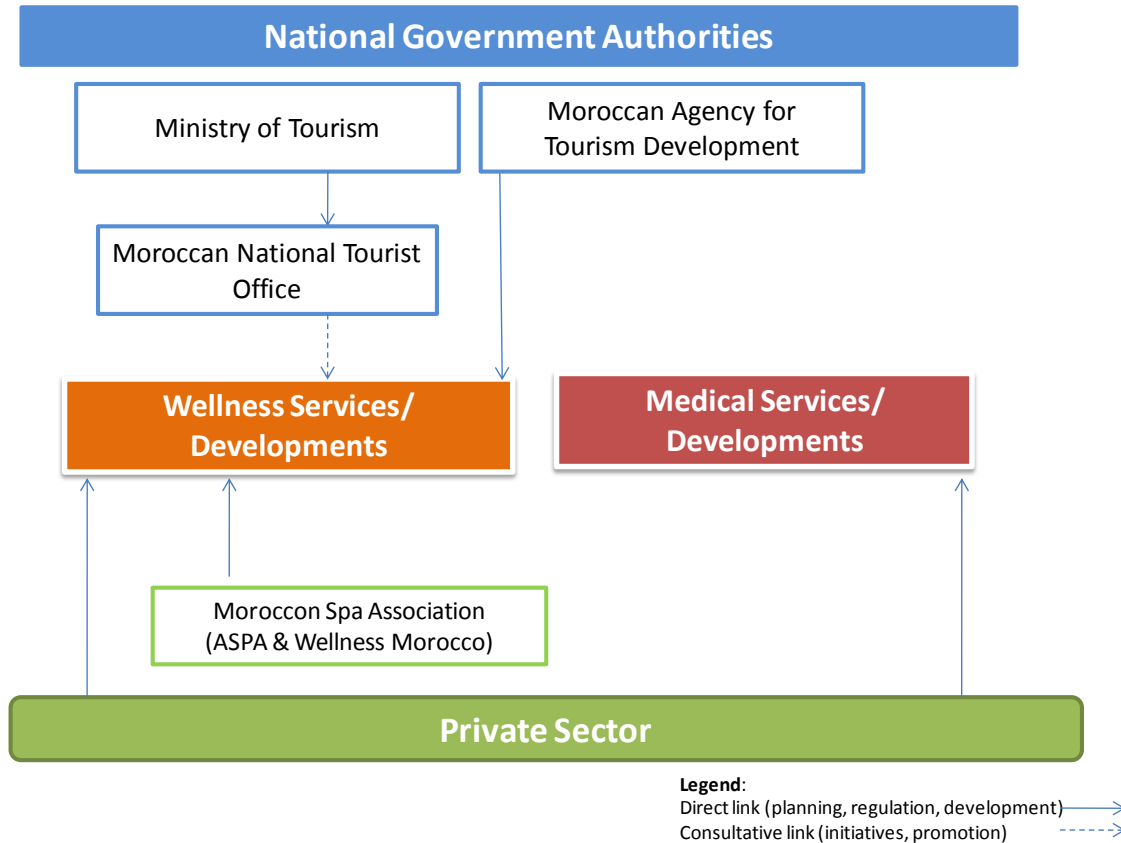 National Government Authorities
Ministry of Tourism
Moroccan Agency for
Tourism Development
Moroccan National Tourist
Office
Wellness Services/
Developments
Medical Services/
Developments
Moroccon Spa Association
(ASPA & Wellness Morocco)
Private Sector
Legend:
Direct link (planning, regulation, development)
Consultative link (initiatives, promotion)